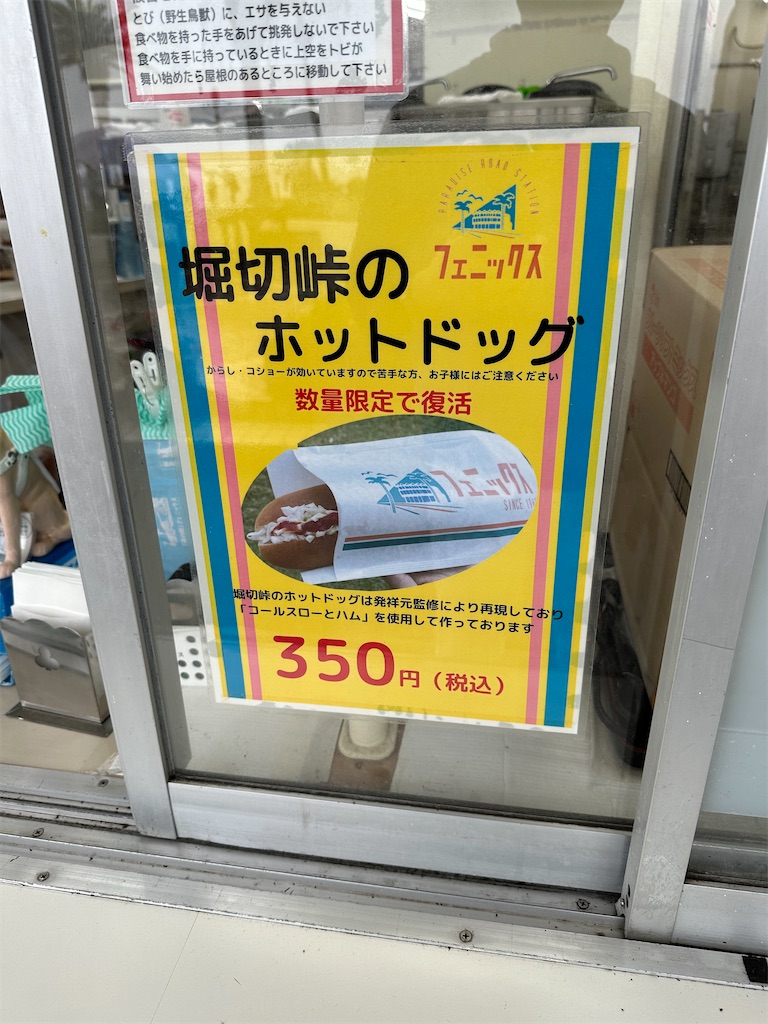 とび（野生鳥獣）に、エサを与えない
食べ物を持った手をあげて挑発しないで下さい
食べ物を手に持っているときに上空をトビが
舞い始めたら屋根のあるところに移動して下さい
PARADISE ROAD STATION
フェニックス
堀切峠の
ホットドッグ
からし・コショーが効いていますので苦手な方、お子様にはご注意ください
数量限定で復活
フェニックス
SINCE
堀切峠のホットドッグは発祥元監修により再現しており
「コールスローとハム」を使用して作っております
350円（税込）